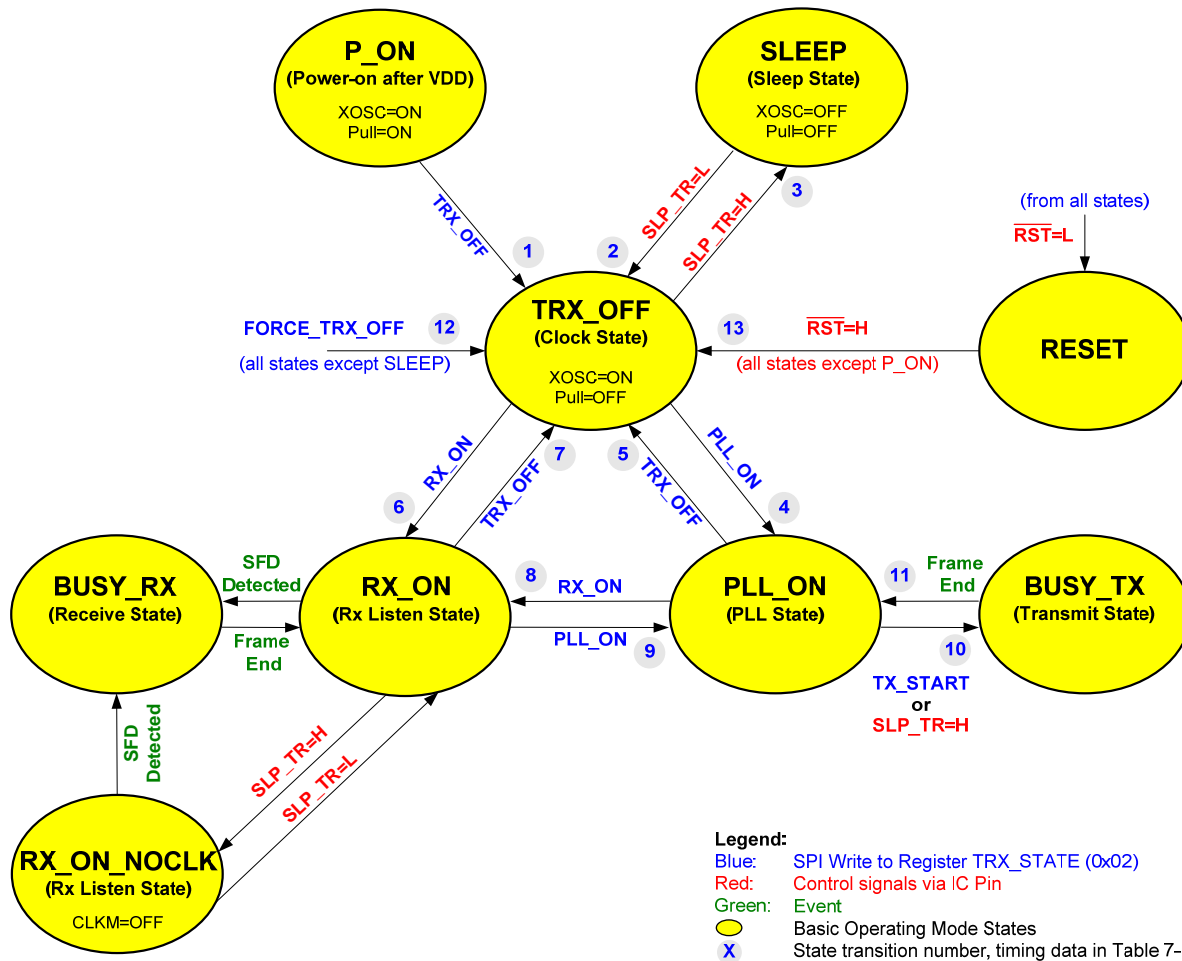 P_ON
(Power-on after VDD)
XOSC=ON
Pull=ON
SLEEP
(Sleep State)
XOSC=OFF
Pull=OFF
TRX_OFF
1
SLP_TR=L
2
SLP_TR=H
3
(from all states)
RST=L
FORCE_TRX_OFF
12
(all states except SLEEP)
TRX_OFF
(Clock State)
XOSC=ON
Pull=OFF
13
RST=H
(all states except P_ON)
RESET
RX_ON
6
TRX_OFF
7
TRX_OFF
5
PLL_ON
4
BUSY_RX
(Receive State)
SFD
Detected
Frame
End
RX_ON
(Rx Listen State)
8
RX_ON
PLL_ON
9
PLL_ON
(PLL State)
11
Frame
End
10
TX_START
or
SLP_TR=H
BUSY_TX
(Transmit State)
SFD
Detected
SLP_TR=H
SLP_TR=L
RX_ON_NOCLK
(Rx Listen State)
CLKM=OFF
Legend:
Blue: SPI Write to Register TRX_STATE (0x02)
Red: Control signals via IC Pin
Green: Event
Basic Operating Mode States
X State transition number, timing data in Table 7–